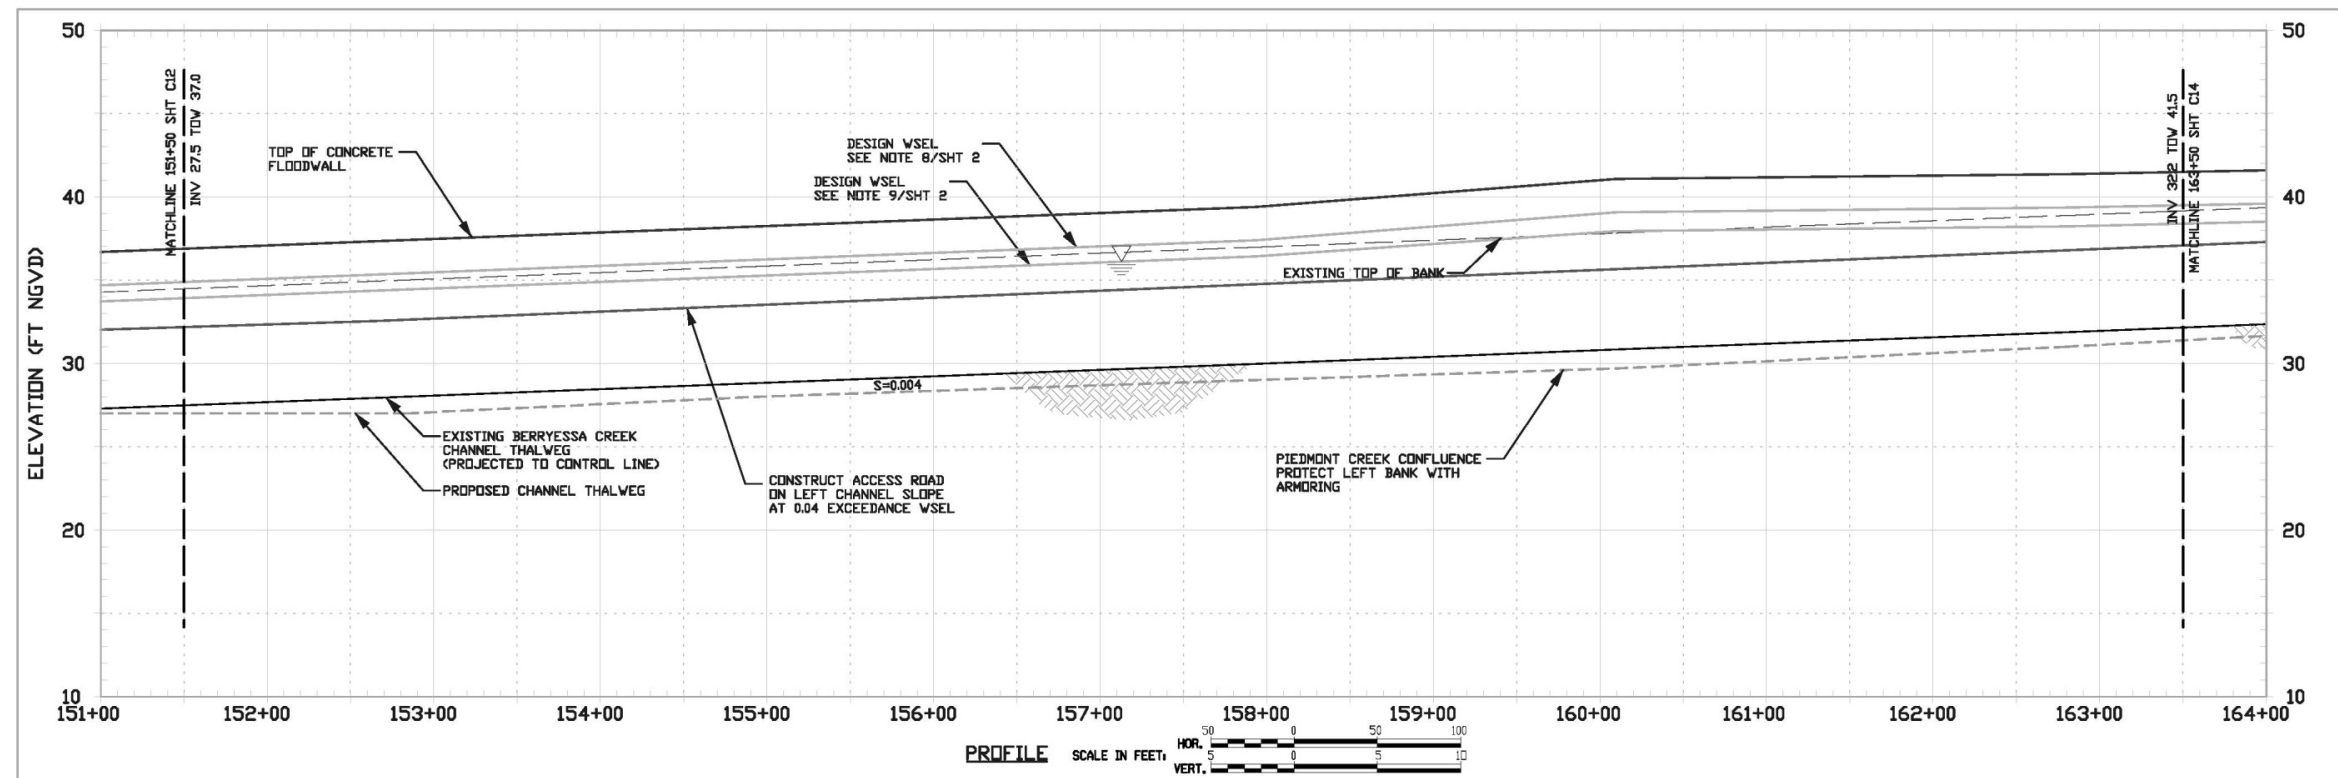 50
50
MATCHLINE 151+50 SHT C12
INV 27.5 TOW 37.0
TOP OF CONCRETE
FLOODWALL
DESIGN WSEL
SEE NOTE 8/SHT 2
DESIGN WSEL
SEE NOTE 9/SHT 2
INV 32.2 TOW 41.5
MATCHLINE 163+50 SHT C14
40
40
EXISTING TOP OF BANK
ELEVATION (FT NGVD)
30
30
S=0.004
EXISTING BERRYESSA CREEK
CHANNEL THALWEG
(PROJECTED TO CONTROL LINE)
PROPOSED CHANNEL THALWEG
CONSTRUCT ACCESS ROAD
ON LEFT CHANNEL SLOPE
AT 0.04 EXCEEDANCE WSEL
PIEDMONT CREEK CONFLUENCE
PROTECT LEFT BANK WITH
ARMORING
20
20
10
10
151+00 152+00 153+00 154+00 155+00 156+00 157+00 158+00 159+00 160+00 161+00 162+00 163+00 164+00
PROFILE SCALE IN FEET:
HOR. 50 0 50 100
VERT. 5 0 5 10